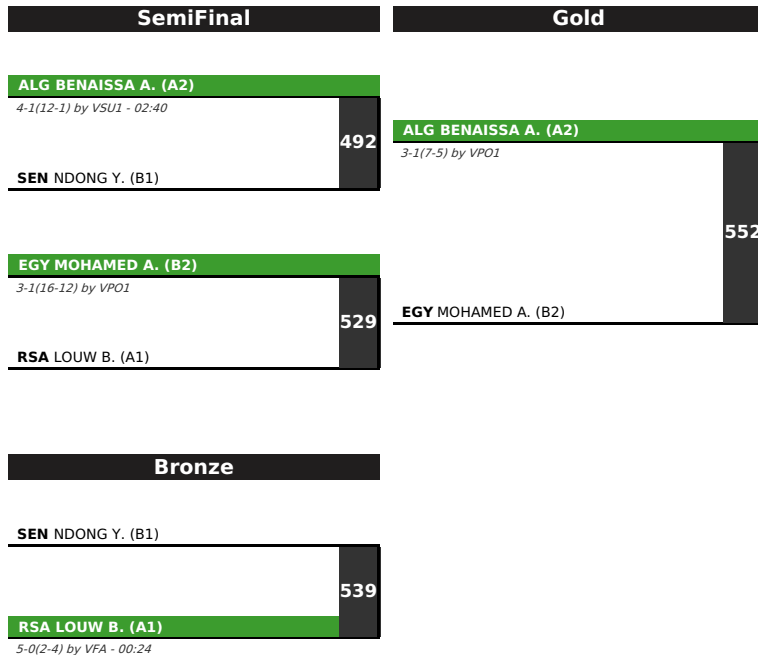 SemiFinal
ALG BENAISSA A. (A2)
4-1(12-1) by VSU1 - 02:40
492
SEN NDONG Y. (B1)
EGY MOHAMED A. (B2)
3-1(16-12) by VPO1
529
RSA LOUW B. (A1)
Gold
ALG BENAISSA A. (A2)
3-1(7-5) by VPO1
552
EGY MOHAMED A. (B2)
Bronze
SEN NDONG Y. (B1)
539
RSA LOUW B. (A1)
5-0(2-4) by VFA - 00:24